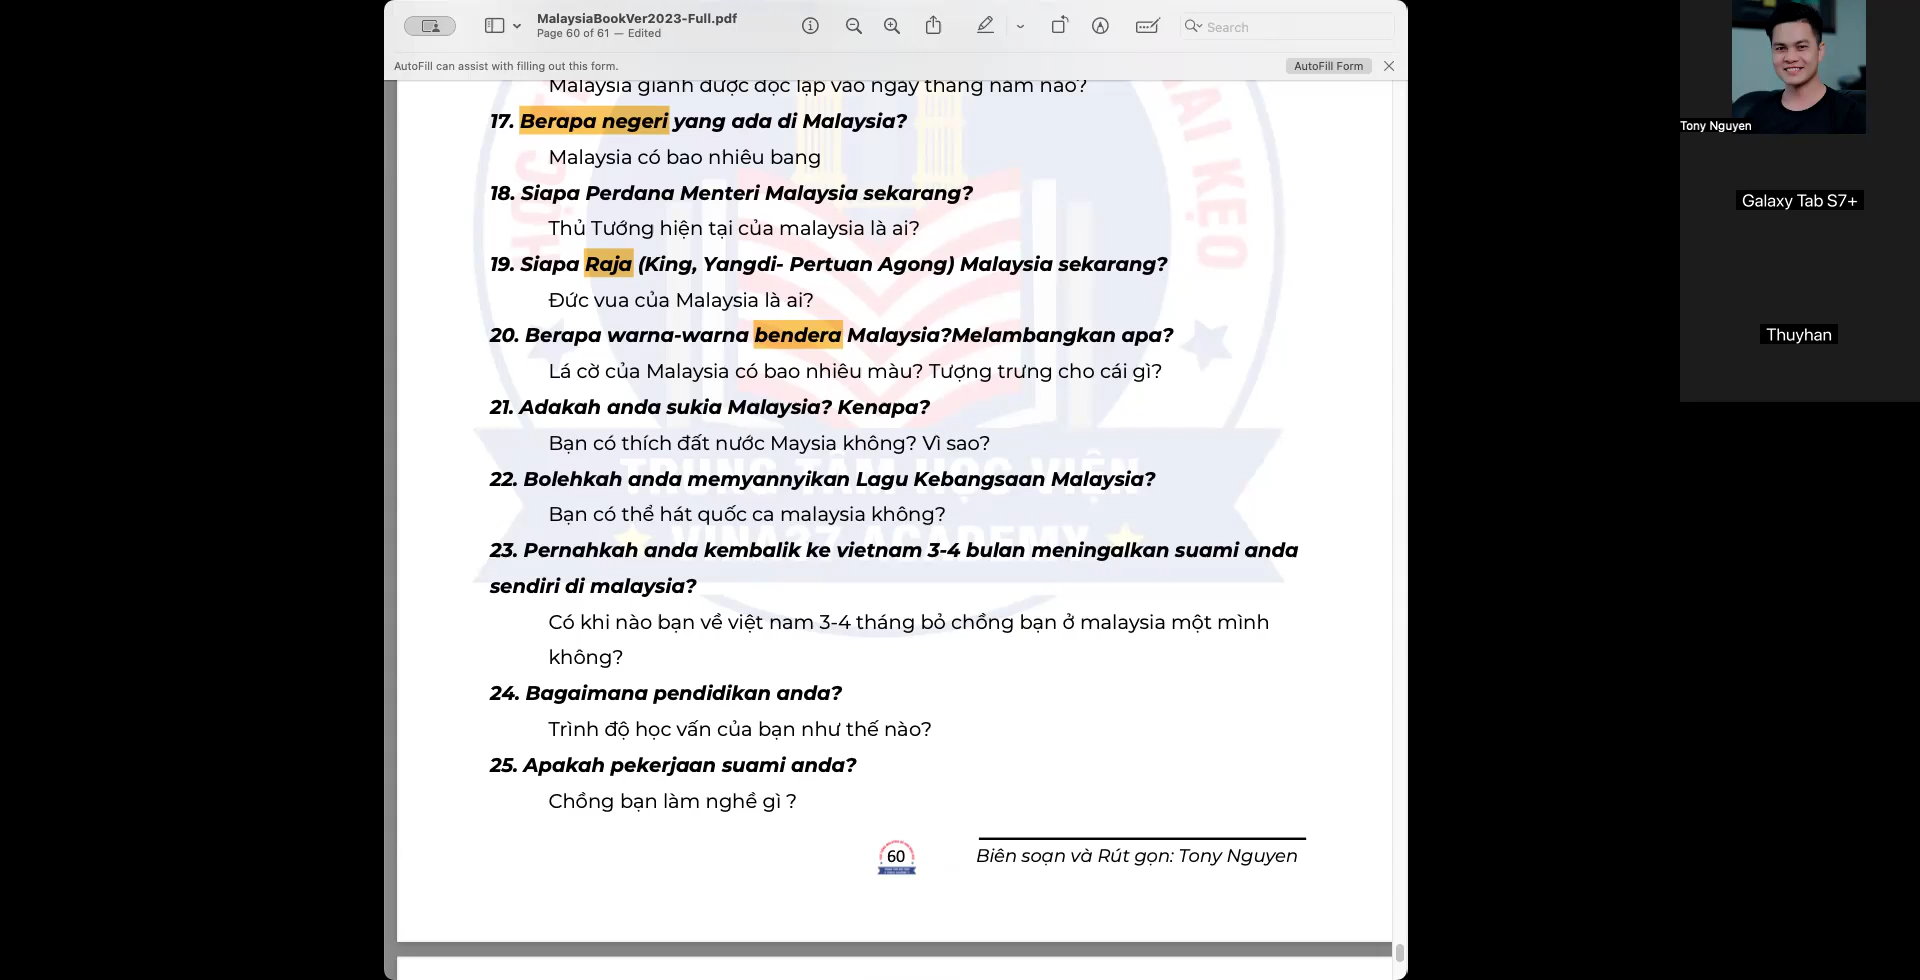 MalaysiaBookVer2023-Full.pdf
Page 60 of 61 — Edited
Search
AutoFill can assist with filling out this form.
AutoFill Form
Malaysia giành được độc lập vào ngày tháng năm nào?
17. Berapa negeri yang ada di Malaysia?
Malaysia có bao nhiêu bang
18. Siapa Perdana Menteri Malaysia sekarang?
Thủ Tướng hiện tại của malaysia là ai?
19. Siapa Raja (King, Yangdi- Pertuan Agong) Malaysia sekarang?
Đức vua của Malaysia là ai?
20. Berapa warna-warna bendera Malaysia?Melambangkan apa?
Lá cờ của Malaysia có bao nhiêu màu? Tượng trưng cho cái gì?
21. Adakah anda sukia Malaysia? Kenapa?
Bạn có thích đất nước Maysia không? Vì sao?
22. Bolehkah anda memyannyikan Lagu Kebangsaan Malaysia?
Bạn có thể hát quốc ca malaysia không?
23. Pernahkah anda kembalik ke vietnam 3-4 bulan meningalkan suami anda
sendiri di malaysia?
Có khi nào bạn về việt nam 3-4 tháng bỏ chồng bạn ở malaysia một mình
không?
24. Bagaimana pendidikan anda?
Trình độ học vấn của bạn như thế nào?
25. Apakah pekerjaan suami anda?
Chồng bạn làm nghề gì ?
60
Biên soạn và Rút gọn: Tony Nguyen
TRUNG TÂM HỌC VIỆN
VINA27 ACADEMY
Tony Nguyen
Galaxy Tab S7+
Thuyhan